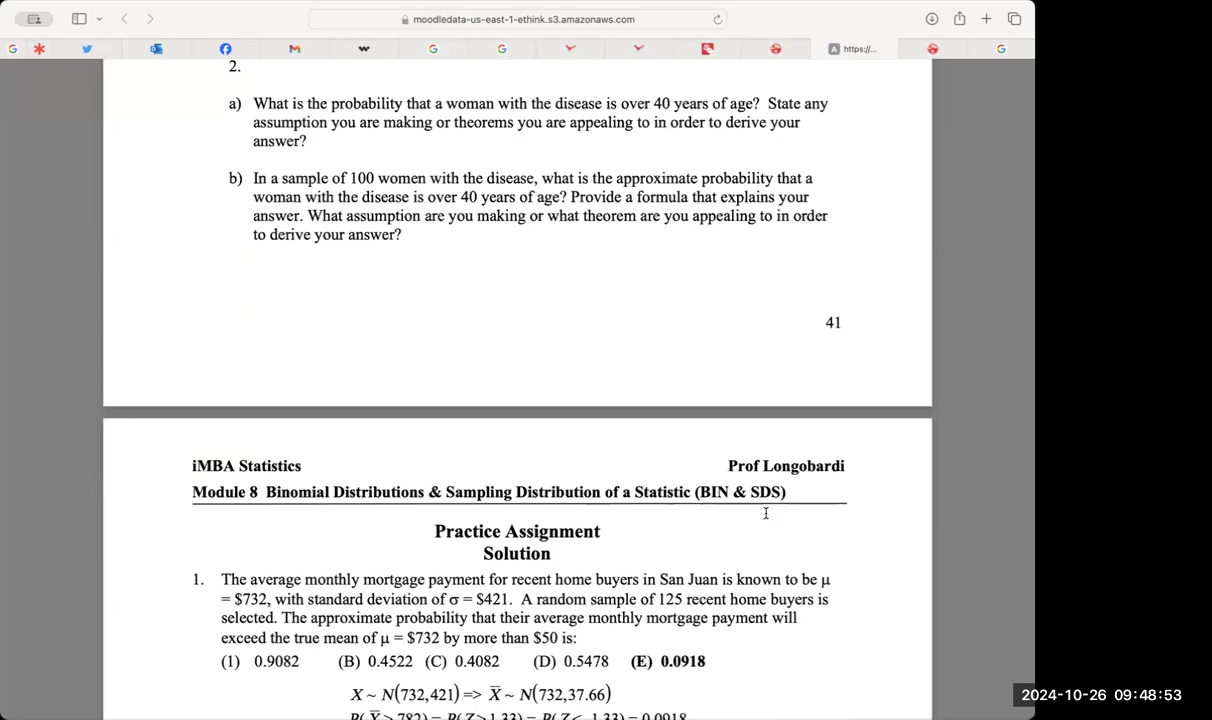 moodledata-us-east-1-ethink.s3.amazonaws.com
https://...
2.
a) What is the probability that a woman with the disease is over 40 years of age? State any
assumption you are making or theorems you are appealing to in order to derive your
answer?
b) In a sample of 100 women with the disease, what is the approximate probability that a
woman with the disease is over 40 years of age? Provide a formula that explains your
answer. What assumption are you making or what theorem are you appealing to in order
to derive your answer?
41
iMBA Statistics Prof Longobardi
Module 8 Binomial Distributions & Sampling Distribution of a Statistic (BIN & SDS)
Practice Assignment
Solution
1. The average monthly mortgage payment for recent home buyers in San Juan is known to be μ
= $732, with standard deviation of σ = $421. A random sample of 125 recent home buyers is
selected. The approximate probability that their average monthly mortgage payment will
exceed the true mean of μ = $732 by more than $50 is:
(1) 0.9082 (B) 0.4522 (C) 0.4082 (D) 0.5478 (E) 0.0918
X ~ N(732,421) => X̅ ~ N(732,37.66)
P( X̅ > 782) = P( Z > 1.33) = P( Z < -1.33) = 0.0918
2024-10-26 09:48:53